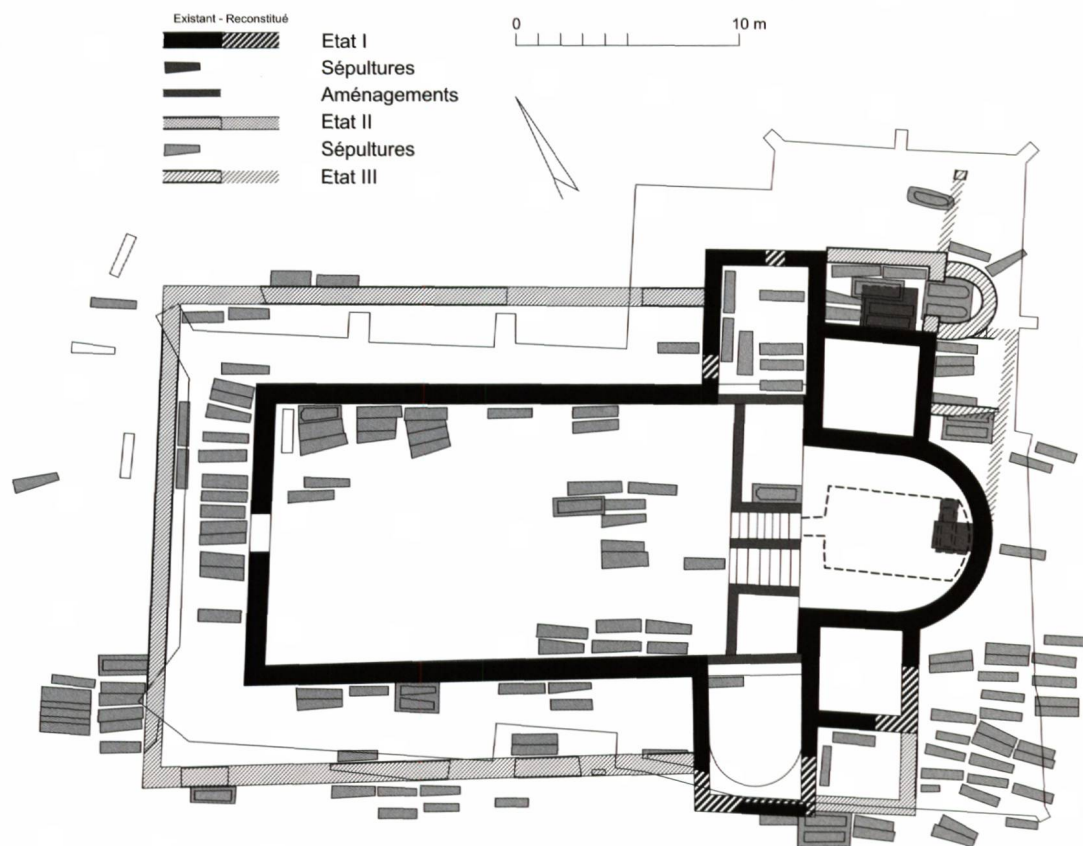 0 10 m
Existant - Reconstitué
Etat I
Sépultures
Aménagements
Etat II
Sépultures
Etat III